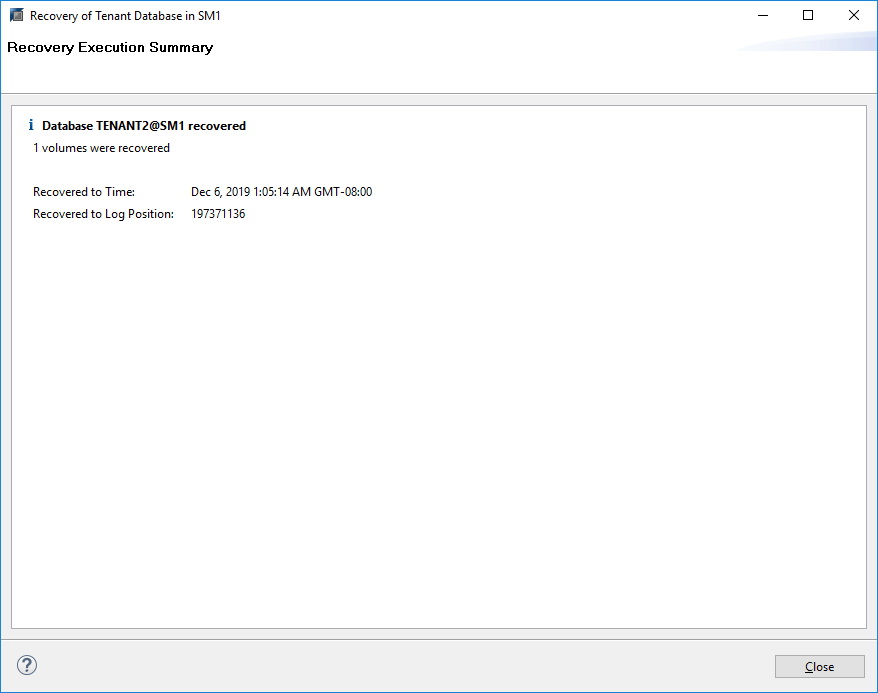 Recovery of Tenant Database in SM1
Recovery Execution Summary
i Database TENANT2@SM1 recovered
1 volumes were recovered
Recovered to Time: Dec 6, 2019 1:05:14 AM GMT-08:00
Recovered to Log Position: 197371136
? Close